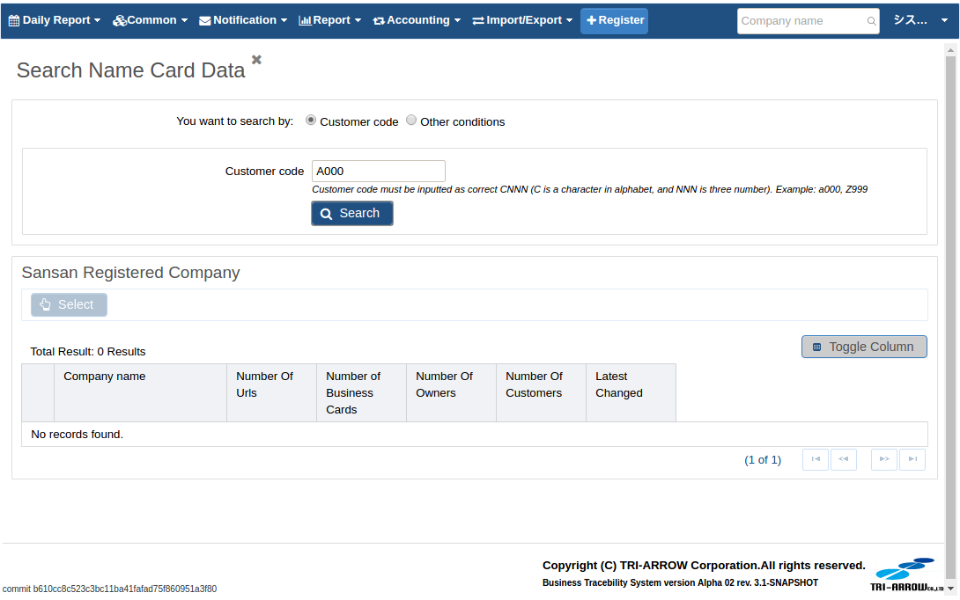 Daily Report Common Notification Report Accounting Import/Export Register Company name シス...
Search Name Card Data
You want to search by: Customer code Other conditions
Customer code A000
Customer code must be inputted as correct CNNN (C is a character in alphabet, and NNN is three number). Example: a000, Z999
Search
Sansan Registered Company
Select
Total Result: 0 Results
Toggle Column
Company name Number Of Urls Number of Business Cards Number Of Owners Number Of Customers Latest Changed
No records found.
(1 of 1)
Copyright (C) TRI-ARROW Corporation.All rights reserved.
Business Tracebility System version Alpha 02 rev. 3.1-SNAPSHOT
TRI-ARROW CO.,LTD
commit b610cc8c523c3bc11ba41fafad75f860951a3f80